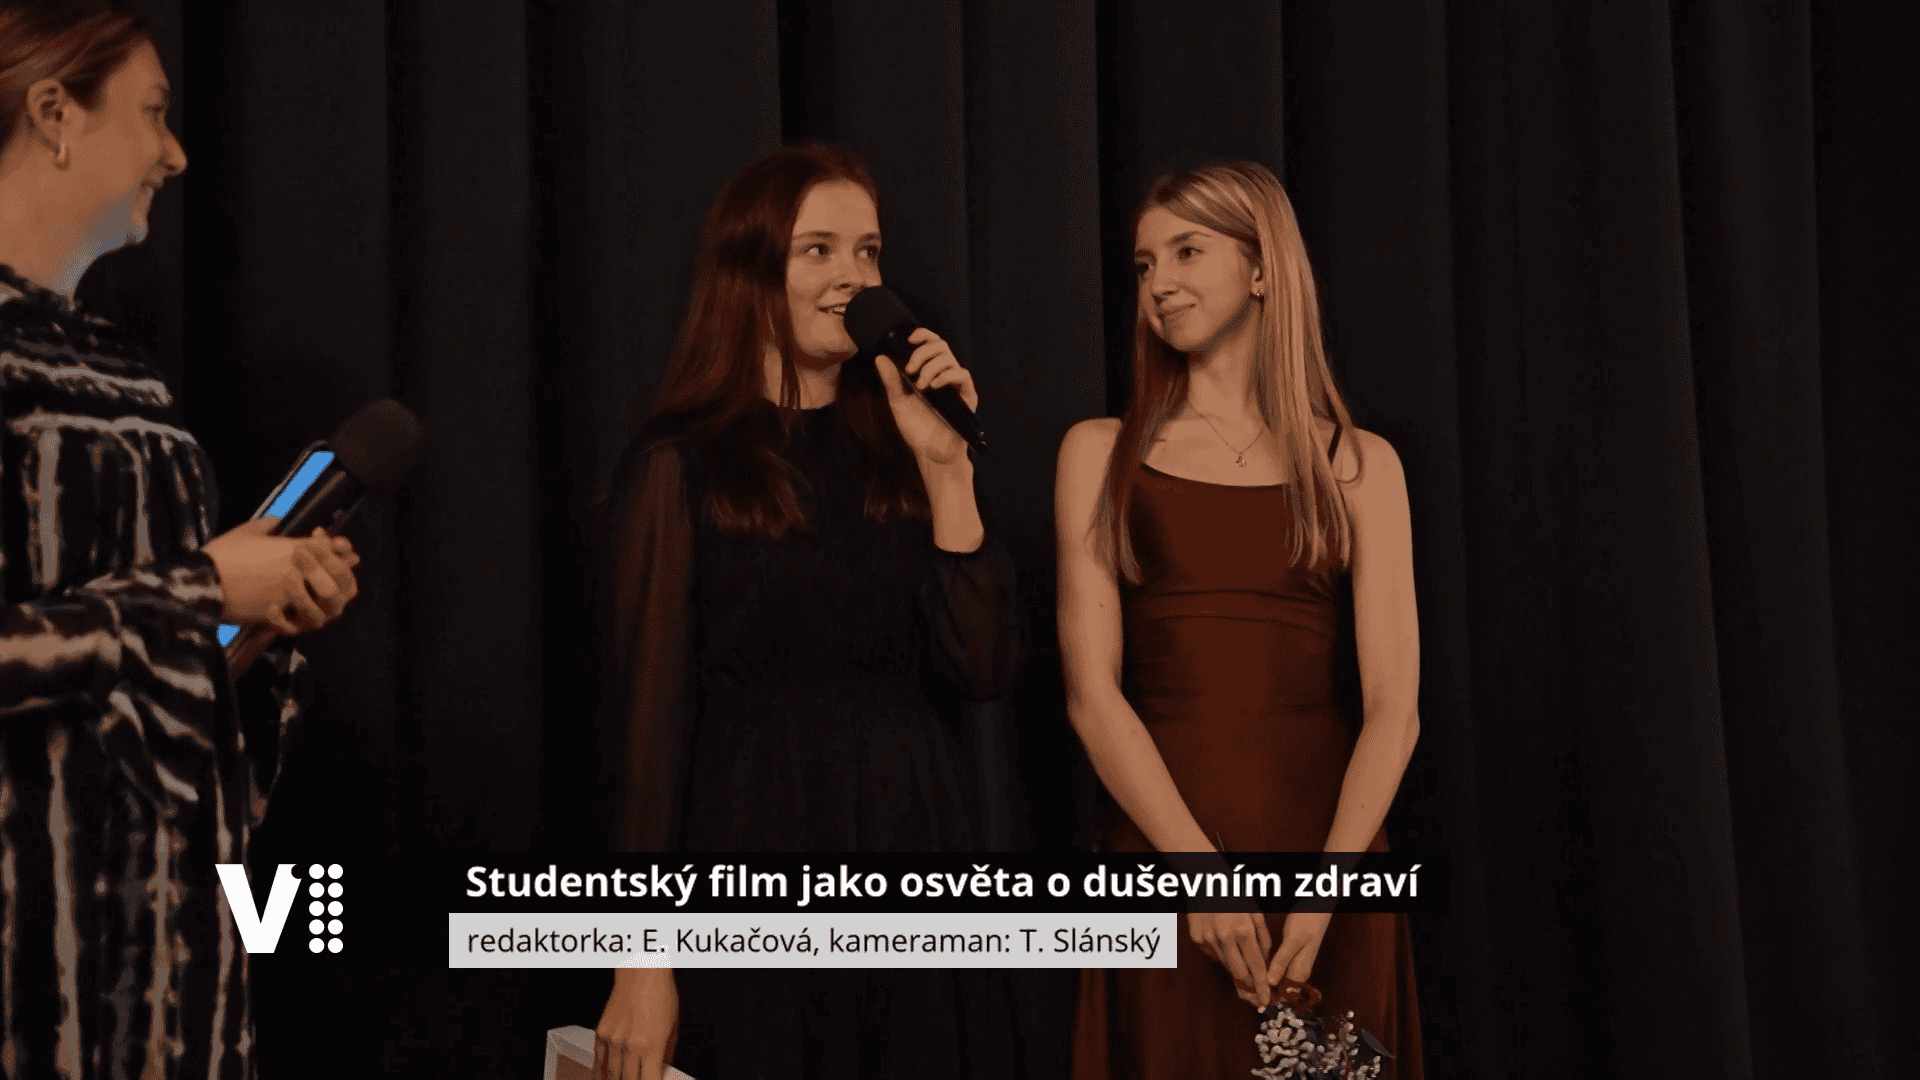 Studentský film jako osvěta o duševním zdraví
redaktorka: E. Kukačová, kameraman: T. Slánský